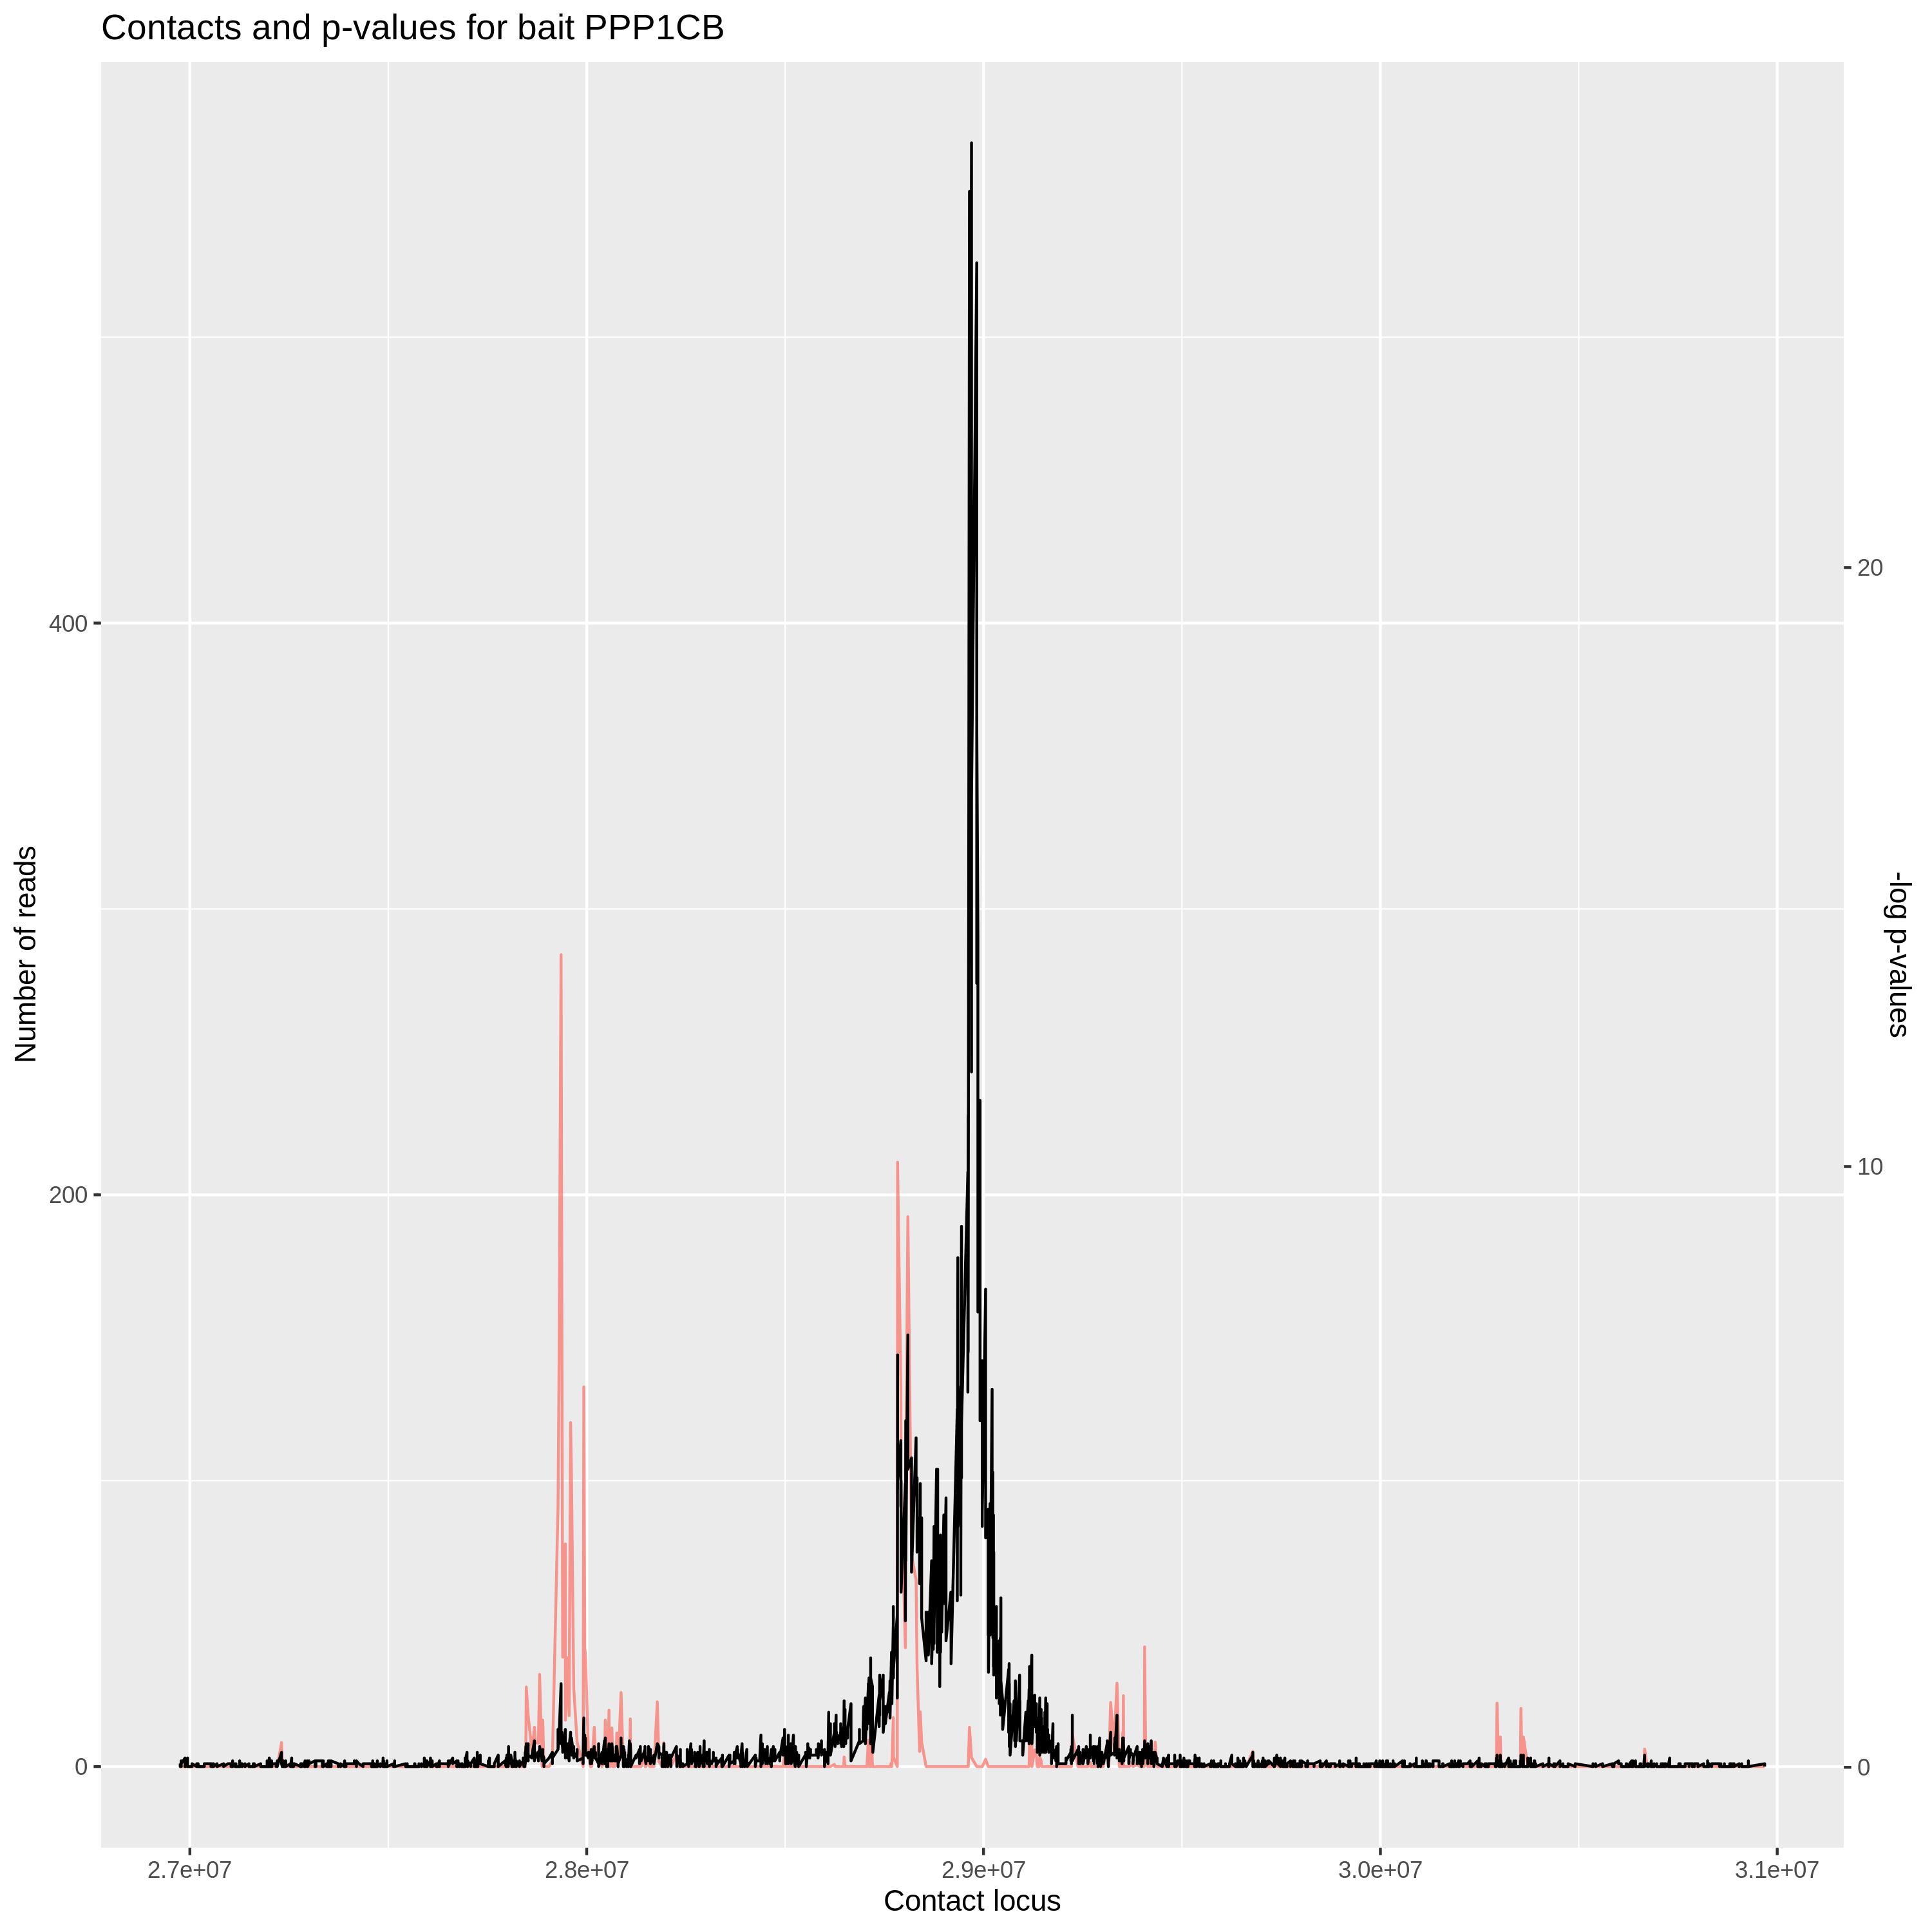 Contacts and p-values for bait PPP1CB
Number of reads
400
200
0
20
10
0
-log p-values
2.7e+07
2.8e+07
2.9e+07
3.0e+07
3.1e+07
Contact locus